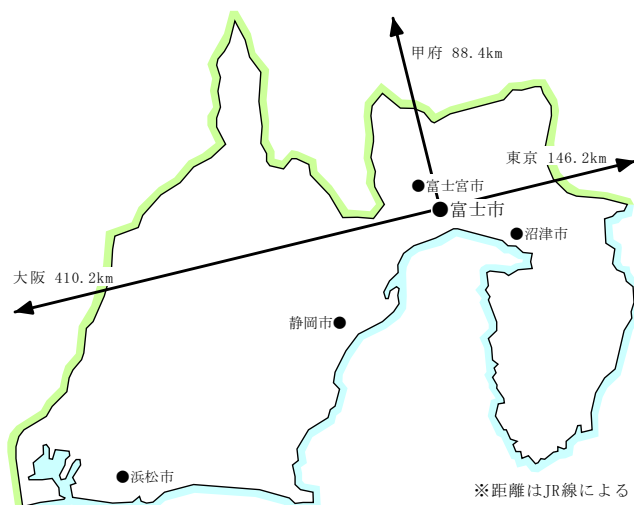 甲府 88.4km
東京 146.2km
富士宮市
富士市
沼津市
大阪 410.2km
静岡市
浜松市
※距離はJR線による